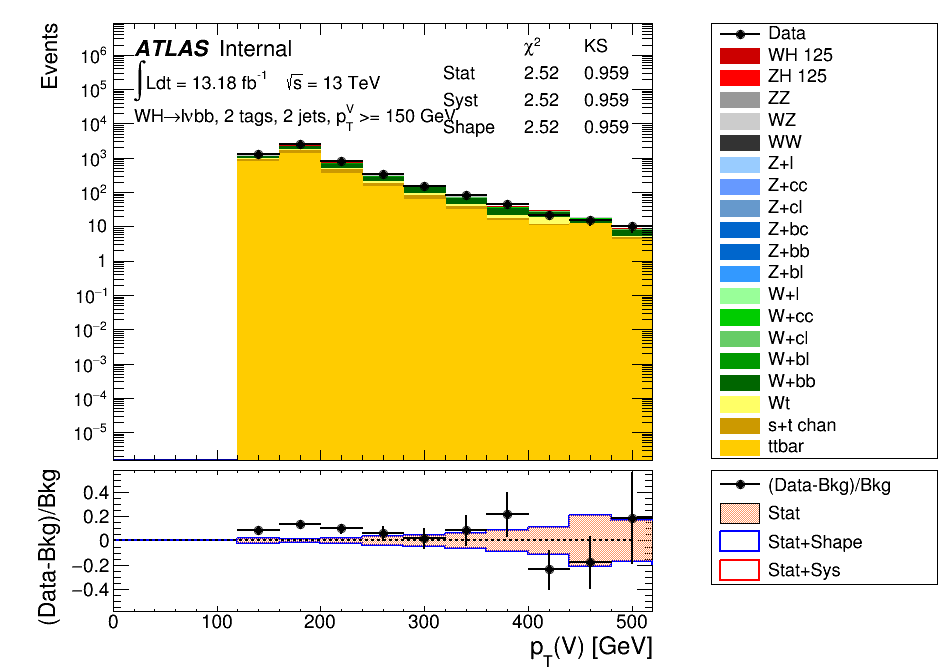 Events
10^6
10^5
10^4
10^3
10^2
10
1
10^−1
10^−2
10^−3
10^−4
10^−5
ATLAS Internal
∫Ldt = 13.18 fb^-1 √s = 13 TeV
WH→lνbb, 2 tags, 2 jets, p_T^V >= 150 GeV
χ² KS
Stat 2.52 0.959
Syst 2.52 0.959
Shape 2.52 0.959
Data
WH 125
ZH 125
ZZ
WZ
WW
Z+l
Z+cc
Z+cl
Z+bc
Z+bb
Z+bl
W+l
W+cc
W+cl
W+bl
W+bb
Wt
s+t chan
ttbar
(Data-Bkg)/Bkg
0.4
0.2
0
−0.2
−0.4
0 100 200 300 400 500
p_T(V) [GeV]
(Data-Bkg)/Bkg
Stat
Stat+Shape
Stat+Sys